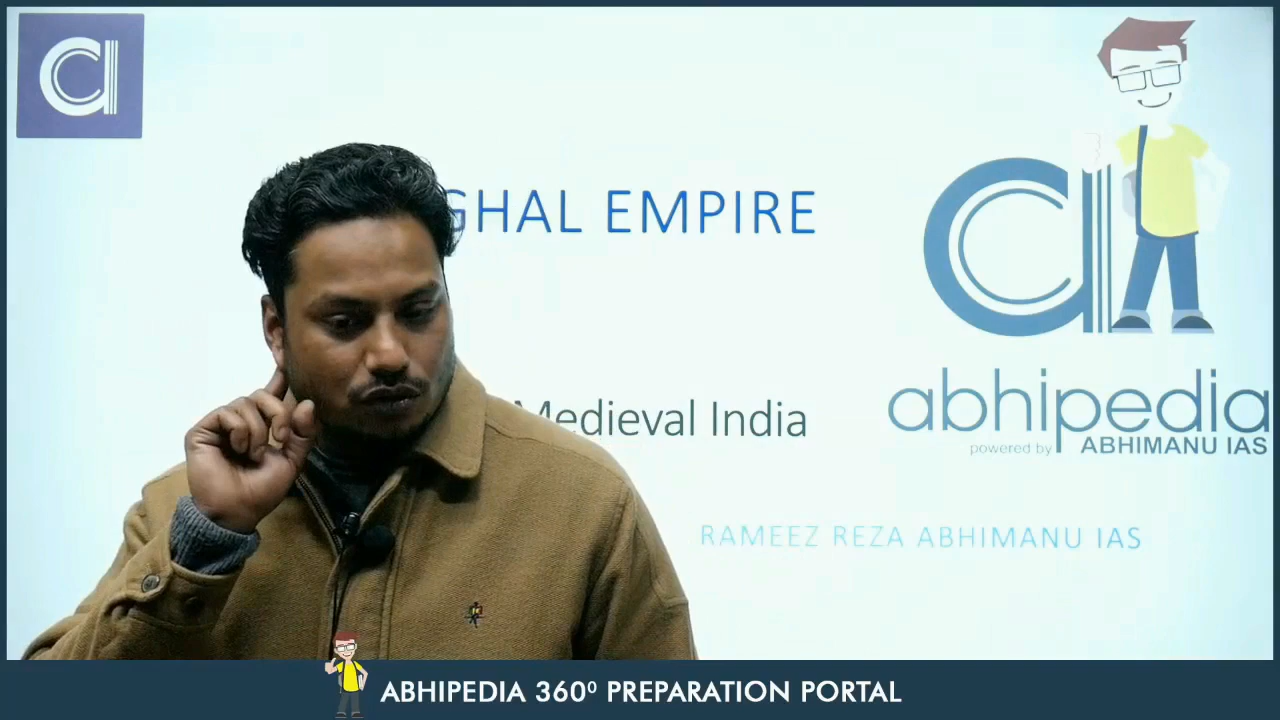 GHAL EMPIRE
Medieval India
abhipedia
powered by ABHIMANU IAS
RAMEEZ REZA ABHIMANU IAS
ABHIPEDIA 360⁰ PREPARATION PORTAL